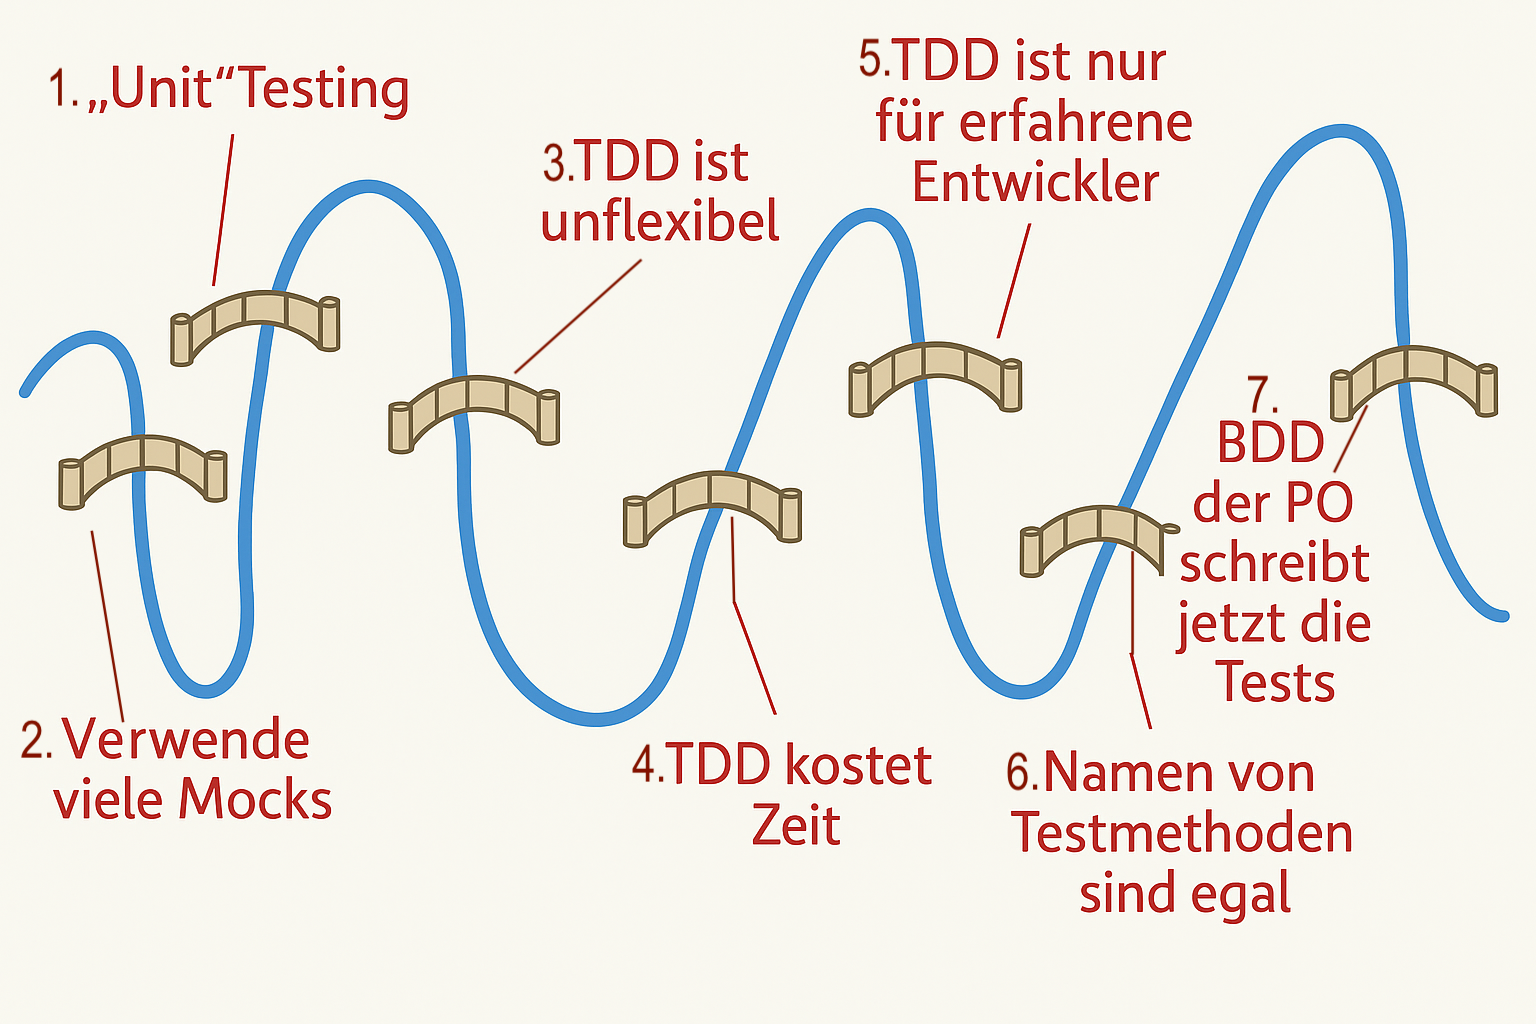 1. „Unit“Testing
2. Verwende
viele Mocks
3.TDD ist
unflexibel
4.TDD kostet
Zeit
5.TDD ist nur
für erfahrene
Entwickler
6.Namen von
Testmethoden
sind egal
7.
BDD
der PO
schreibt
jetzt die
Tests